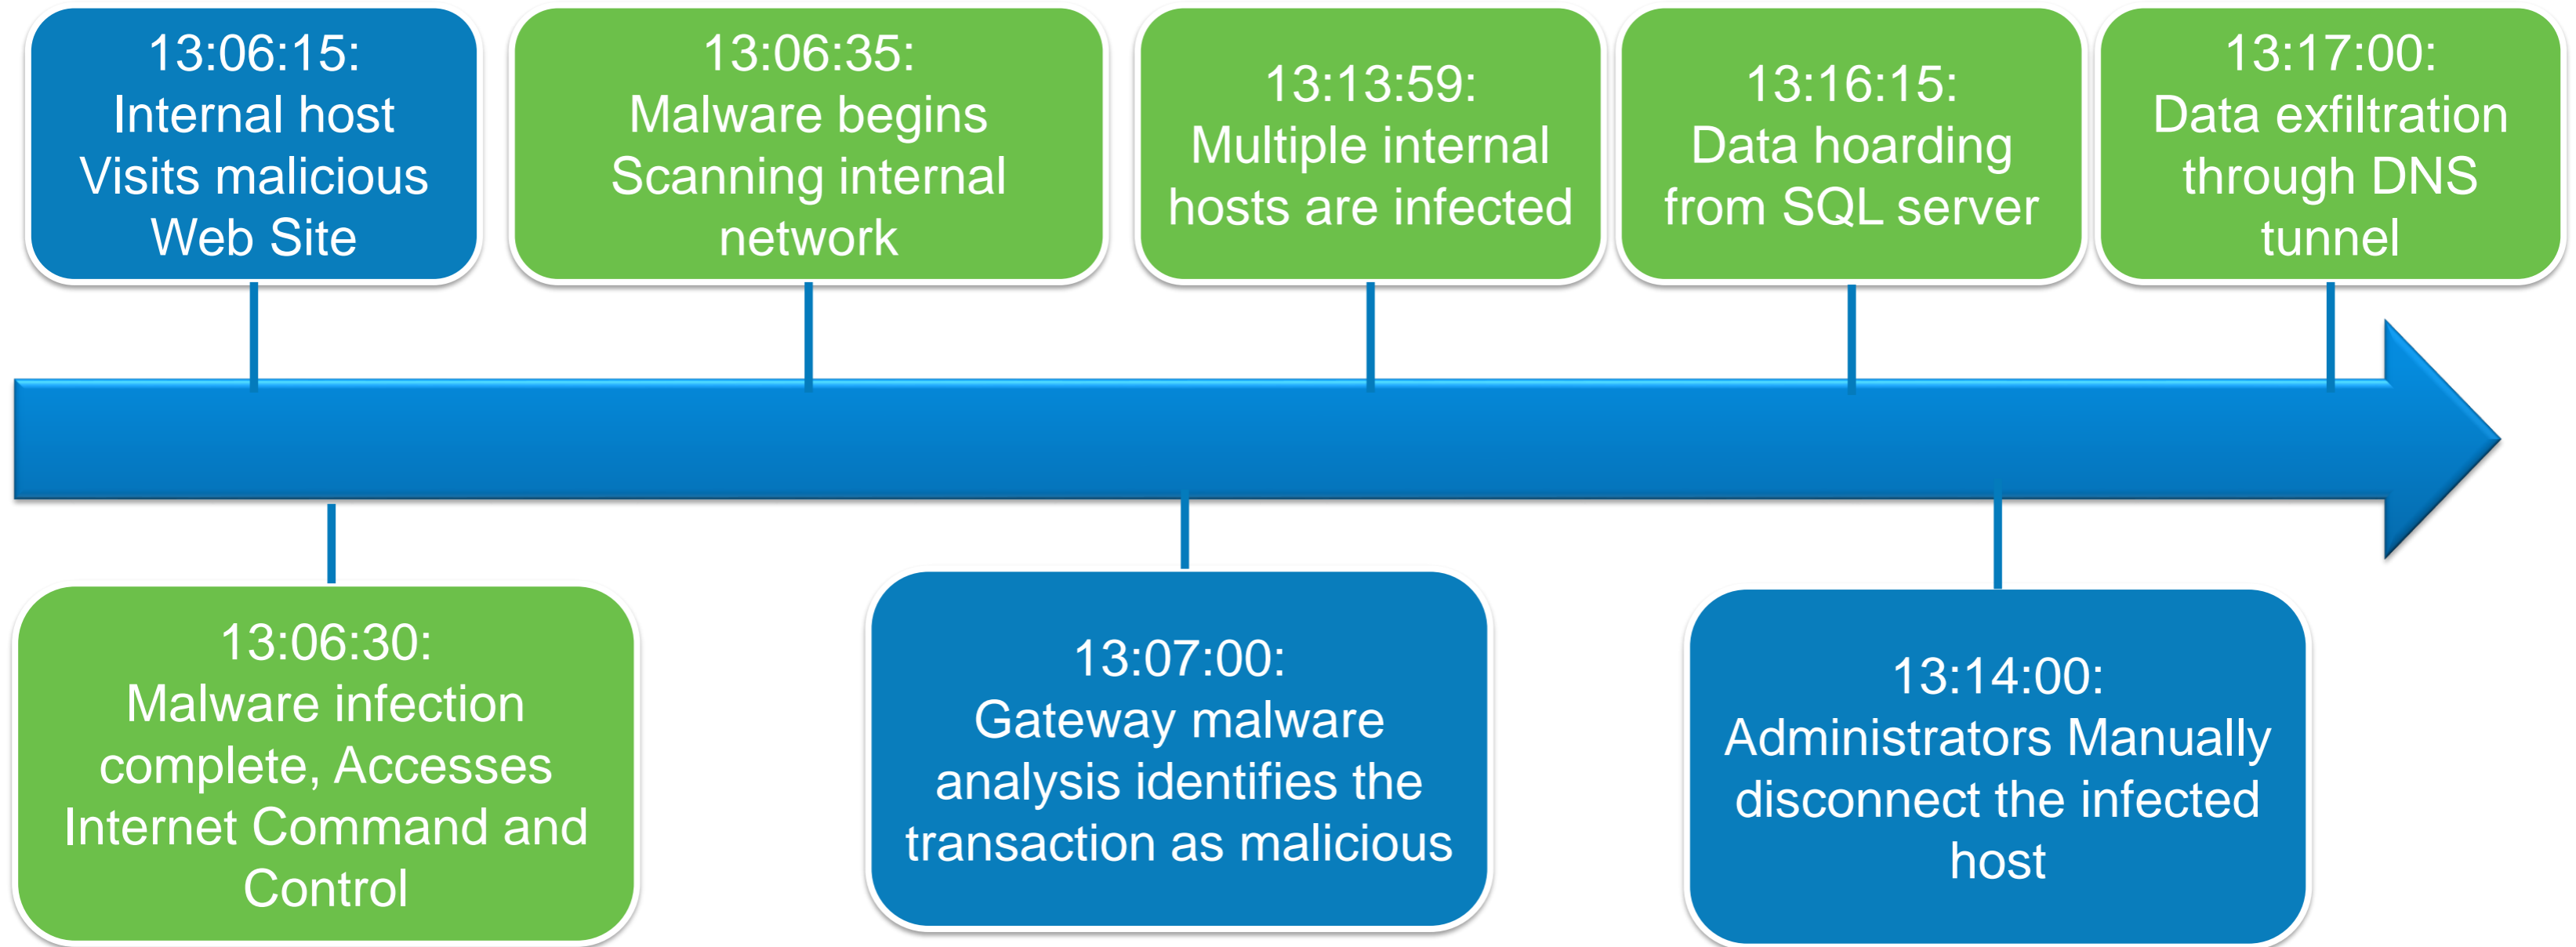 13:06:15:
Internal host
Visits malicious
Web Site
13:06:35:
Malware begins
Scanning internal
network
13:13:59:
Multiple internal
hosts are infected
13:16:15:
Data hoarding
from SQL server
13:17:00:
Data exfiltration
through DNS
tunnel
13:06:30:
Malware infection
complete, Accesses
Internet Command and
Control
13:07:00:
Gateway malware
analysis identifies the
transaction as malicious
13:14:00:
Administrators Manually
disconnect the infected
host